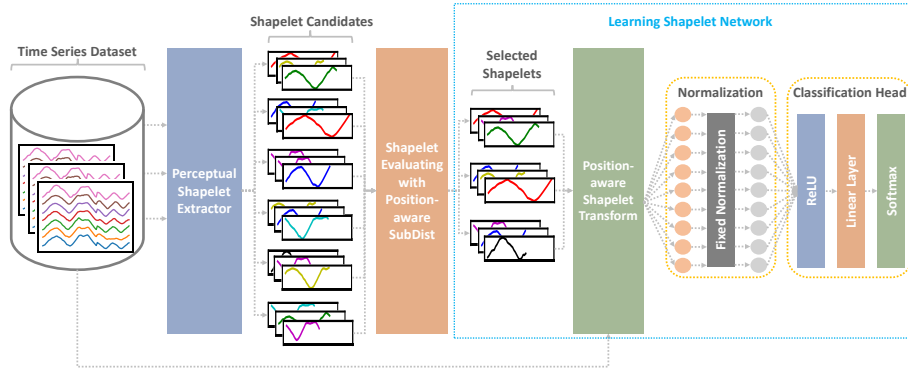 Shapelet Candidates
Learning Shapelet Network
Time Series Dataset
Selected
Shapelets
Perceptual
Shapelet
Extractor
Shapelet
Evaluating
with
Position-
aware
SubDist
Position-
aware
Shapelet
Transform
Normalization
Fixed Normalization
Classification Head
ReLU
Linear Layer
Softmax